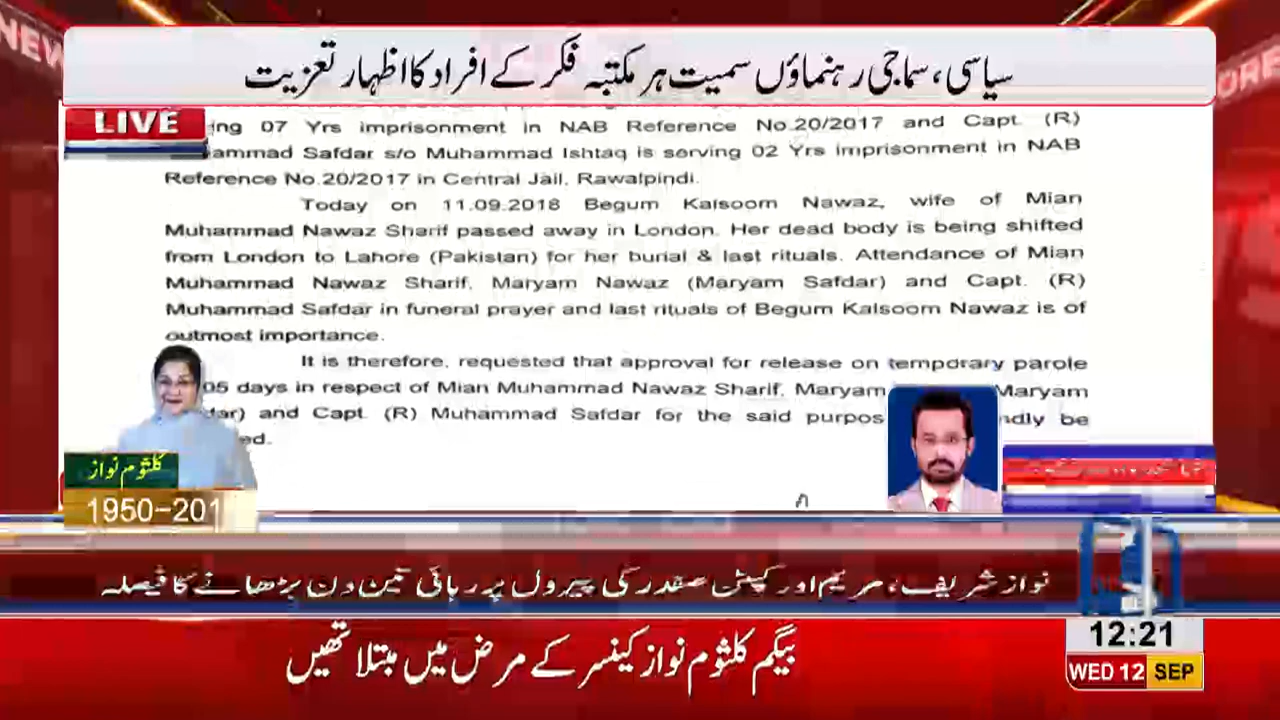 NEW
سیاسی، سماجی رہنماؤں سمیت ہر مکتبہ فکر کے افراد کا اظہار تعزیت
LIVE
ing 07 Yrs imprisonment in NAB Reference No.20/2017 and Capt. (R)
ammad Safdar s/o Muhammad Ishtaq is serving 02 Yrs imprisonment in NAB
Reference No.20/2017 in Central Jail, Rawalpindi.
Today on 11.09.2018 Begum Kalsoom Nawaz, wife of Mian
Muhammad Nawaz Sharif passed away in London. Her dead body is being shifted
from London to Lahore (Pakistan) for her burial & last rituals. Attendance of Mian
Muhammad Nawaz Sharif, Maryam Nawaz (Maryam Safdar) and Capt. (R)
Muhammad Safdar in funeral prayer and last rituals of Begum Kalsoom Nawaz is of
outmost importance.
It is therefore, requested that approval for release on temporary parole
05 days in respect of Mian Muhammad Nawaz Sharif, Maryam Maryam
dar) and Capt. (R) Muhammad Safdar for the said purpos ndly be
ed.
کلثوم نواز
1950-201
نواز شریف، مریم اور کیپٹن صفدر کی پیرول پر رہائی تین دن بڑھانے کا فیصلہ
12:21
بیگم کلثوم نواز کینسر کے مرض میں مبتلا تھیں
WED 12 SEP